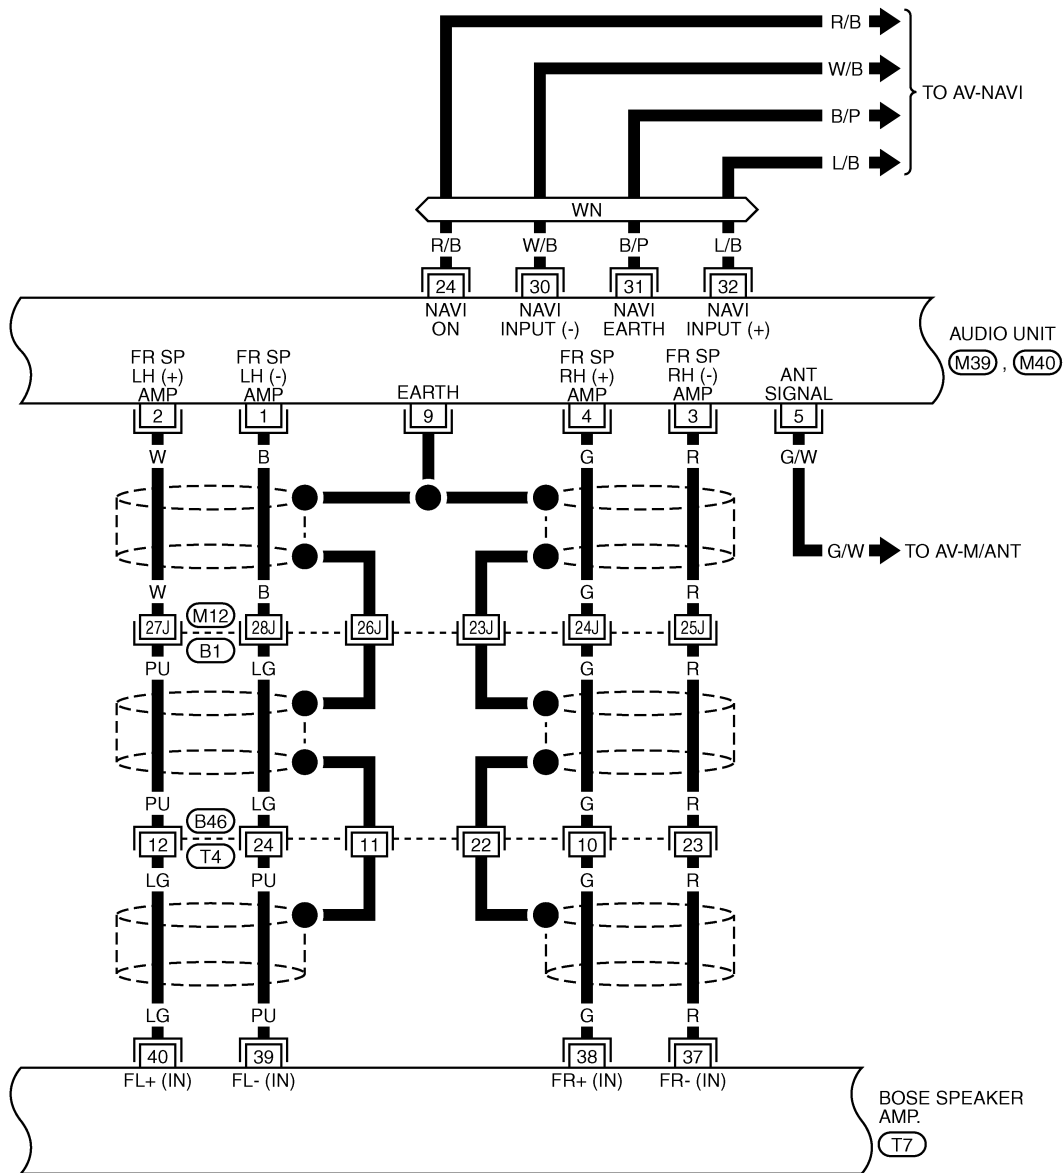 R/B
W/B
B/P
L/B
TO AV-NAVI
WN
R/B W/B B/P L/B
24 30 31 32
NAVI ON
NAVI INPUT (-)
NAVI EARTH
NAVI INPUT (+)
AUDIO UNIT
M39 , M40
FR SP LH (+) AMP
FR SP LH (-) AMP
EARTH
FR SP RH (+) AMP
FR SP RH (-) AMP
ANT SIGNAL
2 1 9 4 3 5
W B G R G/W
G/W TO AV-M/ANT
W B G R
M12
27J 28J 26J 23J 24J 25J
B1
PU LG G R
PU LG G R
B46
12 24 11 22 10 23
T4
LG PU G R
LG PU G R
40 39 38 37
FL+ (IN) FL- (IN) FR+ (IN) FR- (IN)
BOSE SPEAKER
AMP.
T7